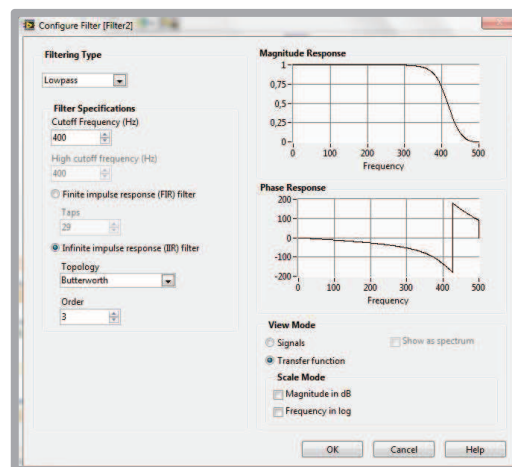 Configure Filter [Filter2]
Filtering Type
Lowpass
Filter Specifications
Cutoff Frequency (Hz)
400
High cutoff frequency (Hz)
400
Finite impulse response (FIR) filter
Taps
29
Infinite impulse response (IIR) filter
Topology
Butterworth
Order
3
Magnitude Response
1
0,75
0,5
0,25
0
0 100 200 300 400 500
Frequency
Phase Response
200
100
0
-100
-200
0 100 200 300 400 500
Frequency
View Mode
Signals
Show as spectrum
Transfer function
Scale Mode
Magnitude in dB
Frequency in log
OK Cancel Help